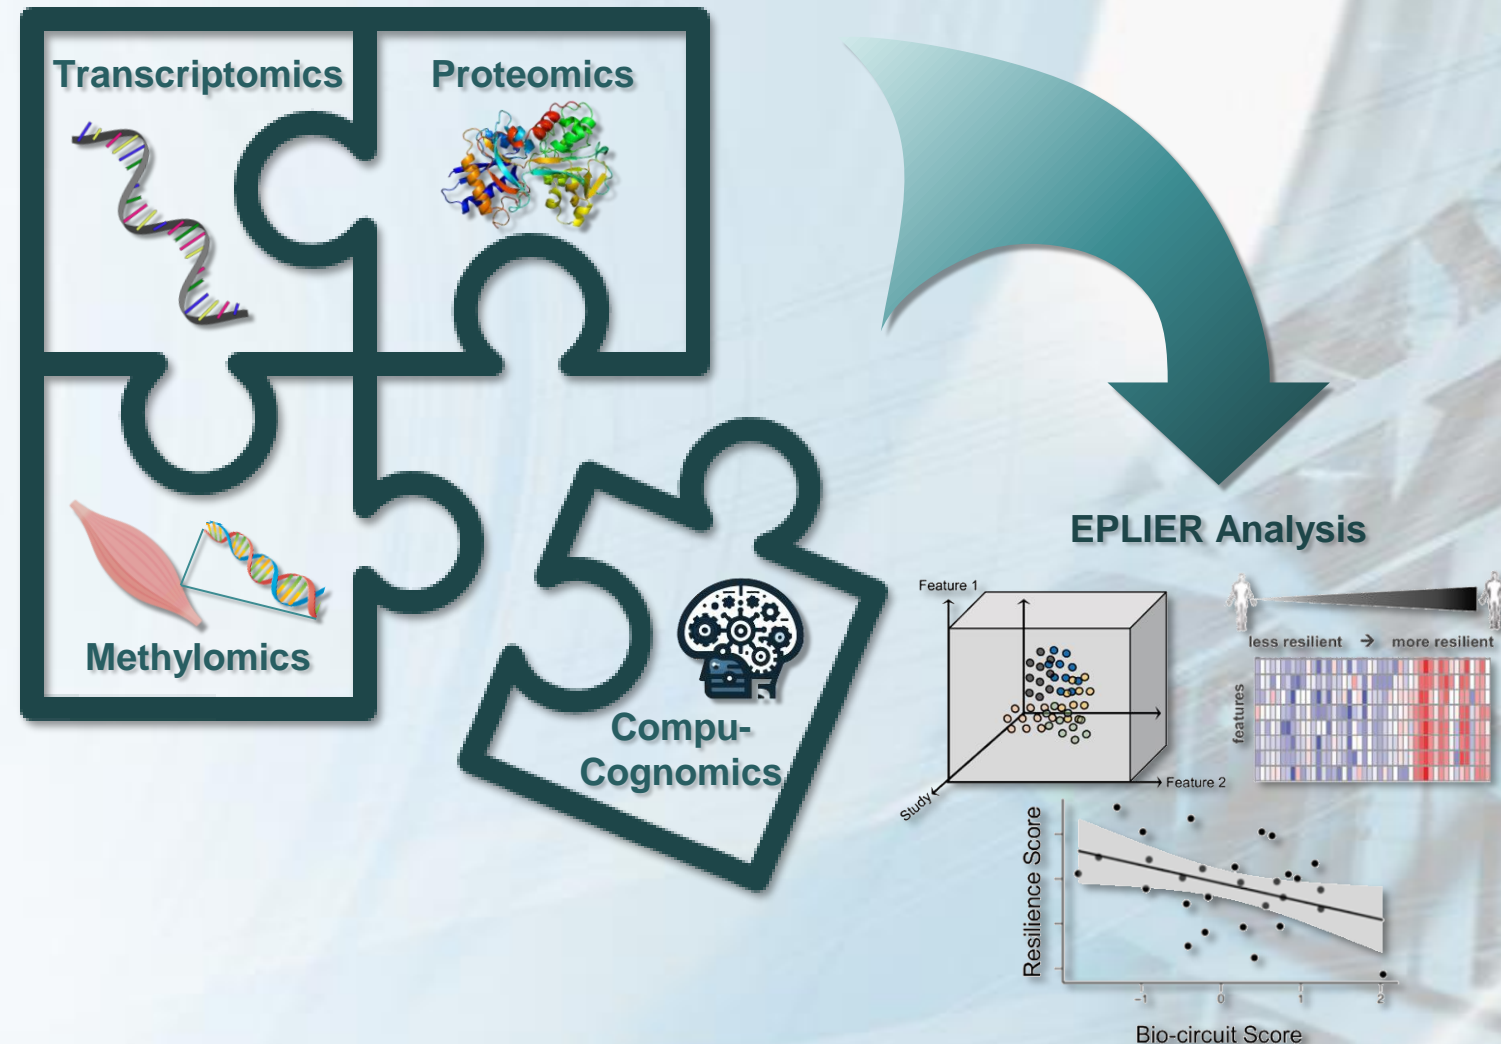 Transcriptomics
Proteomics
Methylomics
Compu-
Cognomics
EPLIER Analysis
Feature 1
Feature 2
Study
less resilient → more resilient
features
Resilience Score
-1 0 1 2
Bio-circuit Score